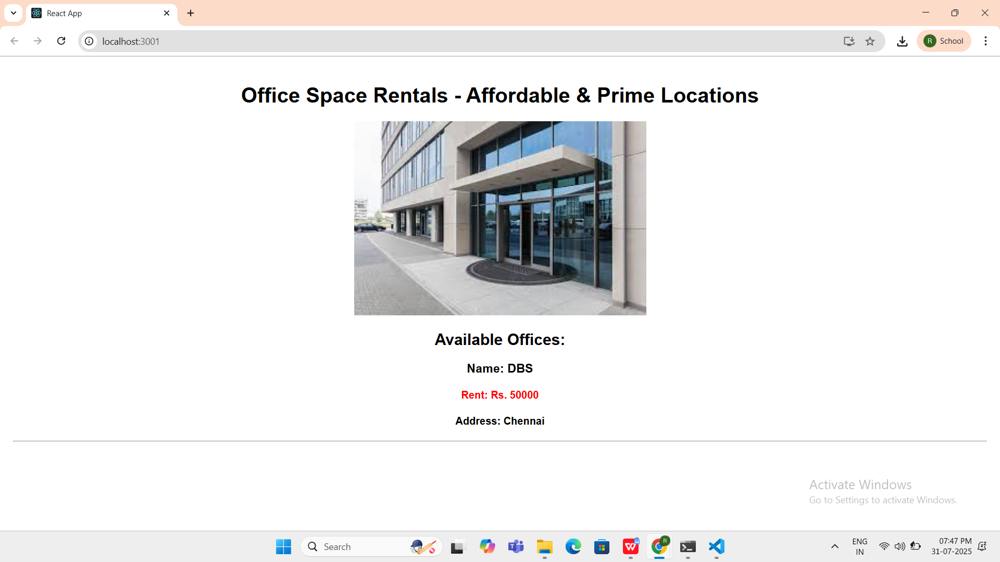 React App
localhost:3001
R School
Office Space Rentals - Affordable & Prime Locations
Available Offices:
Name: DBS
Rent: Rs. 50000
Address: Chennai
Activate Windows
Go to Settings to activate Windows.
Search
R
ENG
IN
07:47 PM
31-07-2025